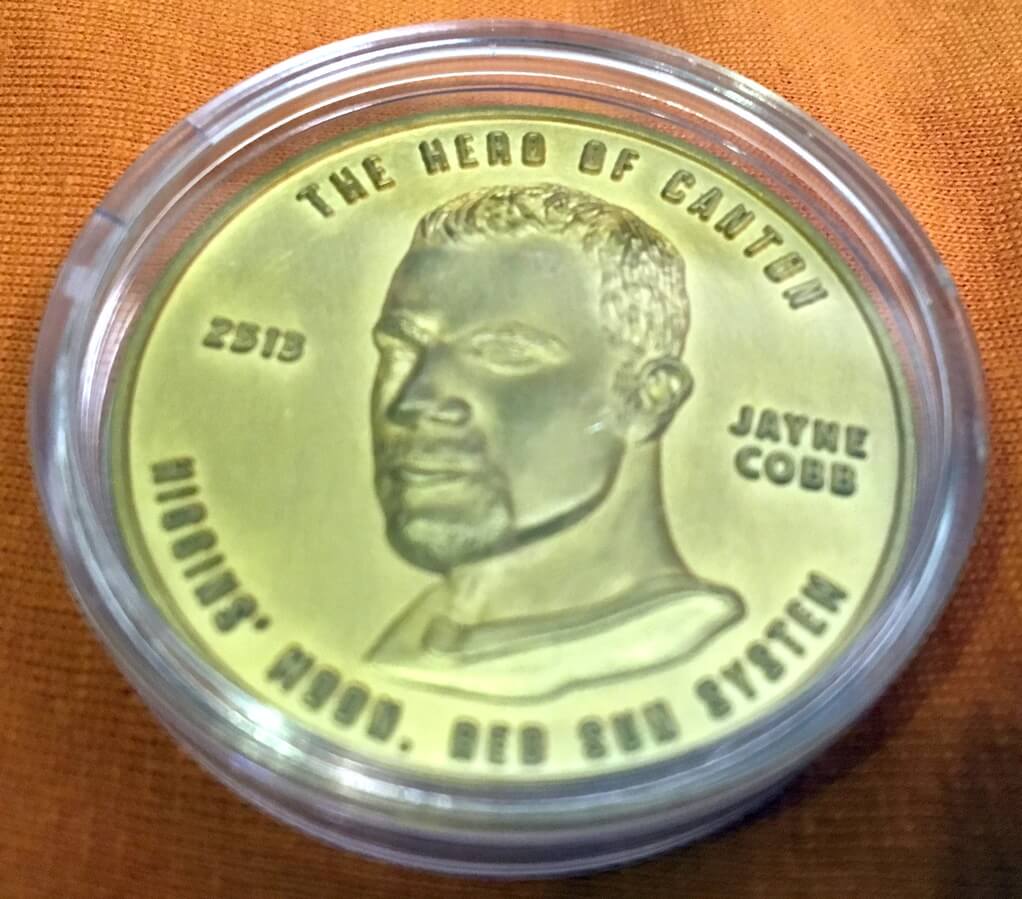 THE HERO OF CANTON
2513
JAYNE
COBB
HIGGINS' MOON, RED SUN SYSTEM